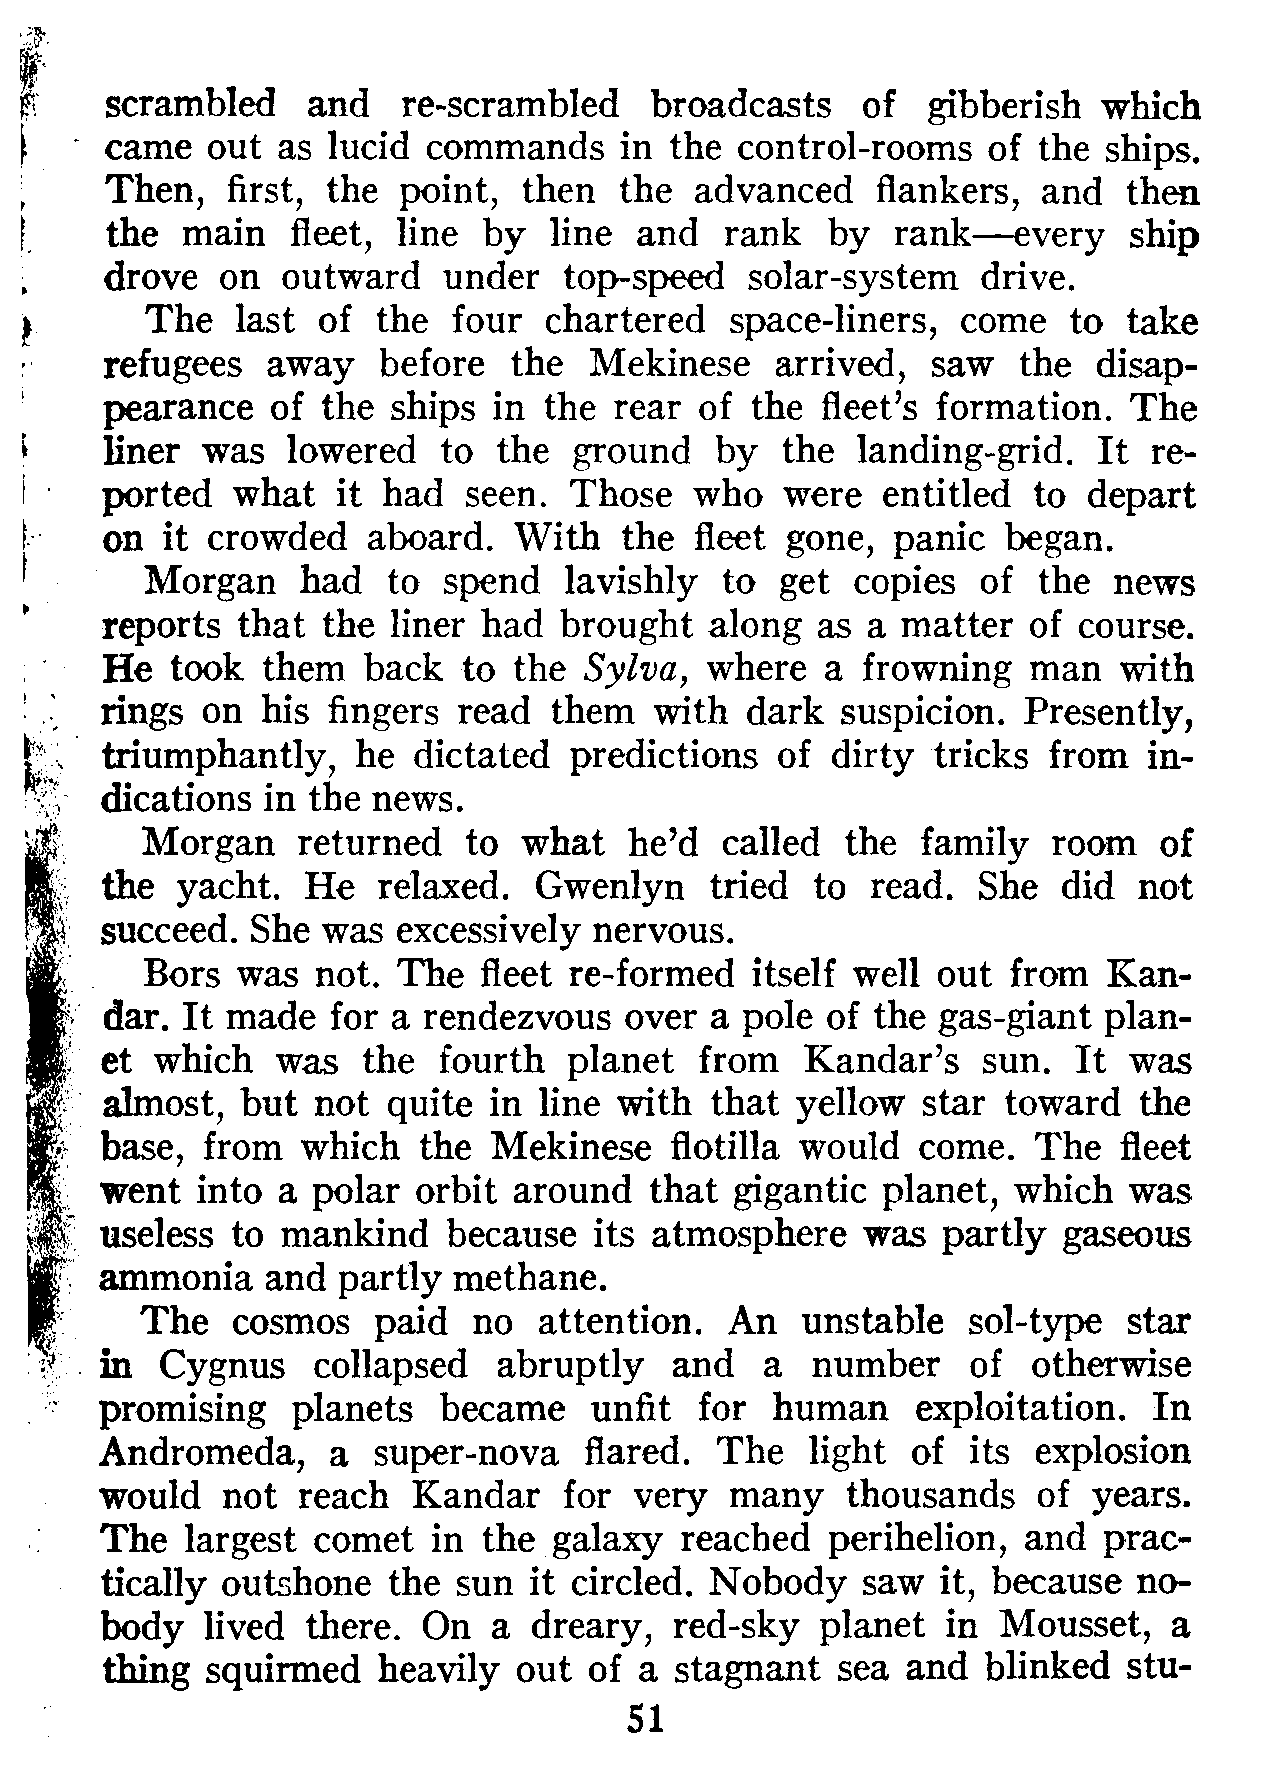 scrambled and re-scrambled broadcasts of gibberish which
came out as lucid commands in the control-rooms of the ships.
Then, first, the point, then the advanced flankers, and then
the main fleet, line by line and rank by rank—every ship
drove on outward under top-speed solar-system drive.
The last of the four chartered space-liners, come to take
refugees away before the Mekinese arrived, saw the disap-
pearance of the ships in the rear of the fleet's formation. The
liner was lowered to the ground by the landing-grid. It re-
ported what it had seen. Those who were entitled to depart
on it crowded aboard. With the fleet gone, panic began.
Morgan had to spend lavishly to get copies of the news
reports that the liner had brought along as a matter of course.
He took them back to the Sylva, where a frowning man with
rings on his fingers read them with dark suspicion. Presently,
triumphantly, he dictated predictions of dirty tricks from in-
dications in the news.
Morgan returned to what he'd called the family room of
the yacht. He relaxed. Gwenlyn tried to read. She did not
succeed. She was excessively nervous.
Bors was not. The fleet re-formed itself well out from Kan-
dar. It made for a rendezvous over a pole of the gas-giant plan-
et which was the fourth planet from Kandar's sun. It was
almost, but not quite in line with that yellow star toward the
base, from which the Mekinese flotilla would come. The fleet
went into a polar orbit around that gigantic planet, which was
useless to mankind because its atmosphere was partly gaseous
ammonia and partly methane.
The cosmos paid no attention. An unstable sol-type star
in Cygnus collapsed abruptly and a number of otherwise
promising planets became unfit for human exploitation. In
Andromeda, a super-nova flared. The light of its explosion
would not reach Kandar for very many thousands of years.
The largest comet in the galaxy reached perihelion, and prac-
tically outshone the sun it circled. Nobody saw it, because no-
body lived there. On a dreary, red-sky planet in Mousset, a
thing squirmed heavily out of a stagnant sea and blinked stu-
51